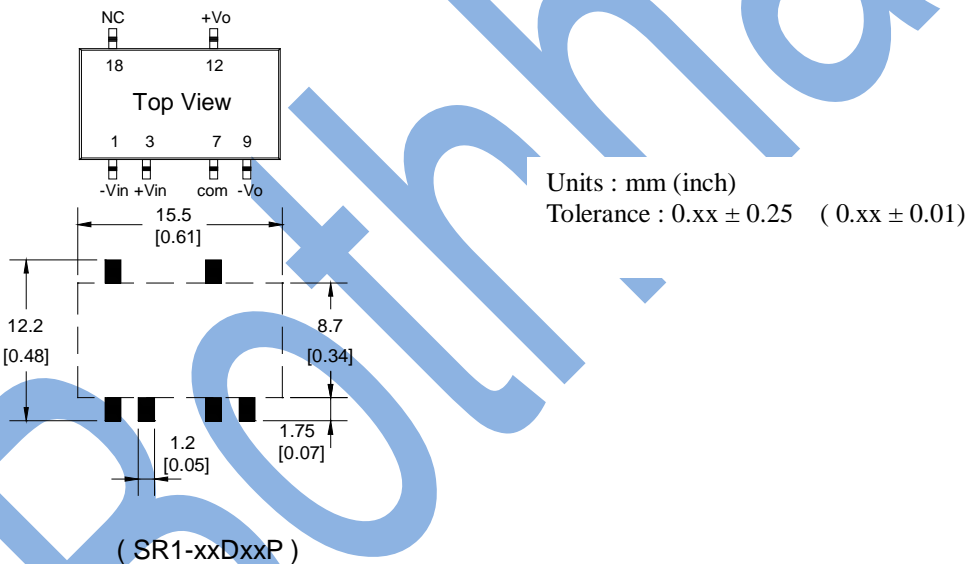 NC +Vo
18 12
Top View
1 3 7 9
-Vin +Vin com -Vo
Units : mm (inch)
Tolerance : 0.xx ± 0.25 ( 0.xx ± 0.01)
15.5
[0.61]
12.2
[0.48]
8.7
[0.34]
1.75
[0.07]
1.2
[0.05]
( SR1-xxDxxP )